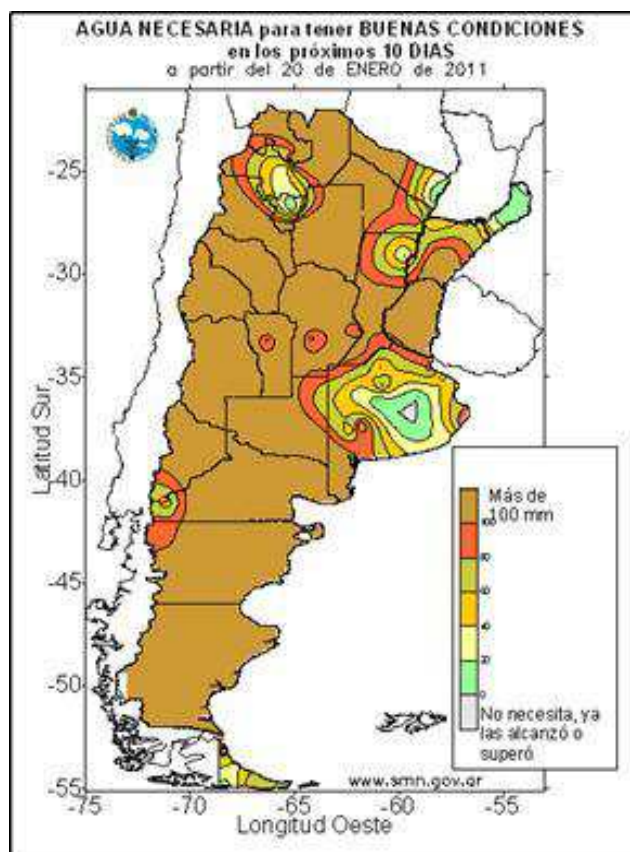 AGUA NECESARIA para tener BUENAS CONDICIONES
en los próximos 10 DIAS
a partir del 20 de ENERO de 2011
-25
-30
-35
-40
-45
-50
-55
Latitud Sur
Más de
100 mm
100
80
60
40
20
0
No necesita, ya
las alcanzó o
superó
www.smn.gov.ar
-75
-70
-65
-60
-55
Longitud Oeste